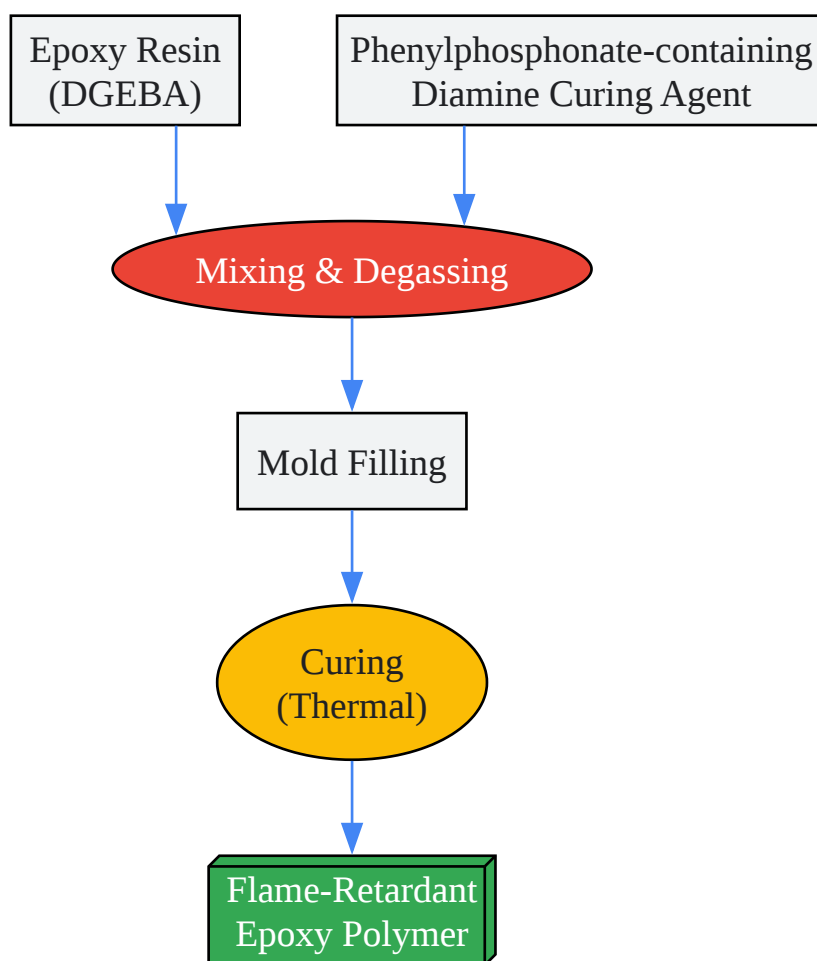 Epoxy Resin
(DGEBA)
Phenylphosphonate-containing
Diamine Curing Agent
Mixing & Degassing
Mold Filling
Curing
(Thermal)
Flame-Retardant
Epoxy Polymer